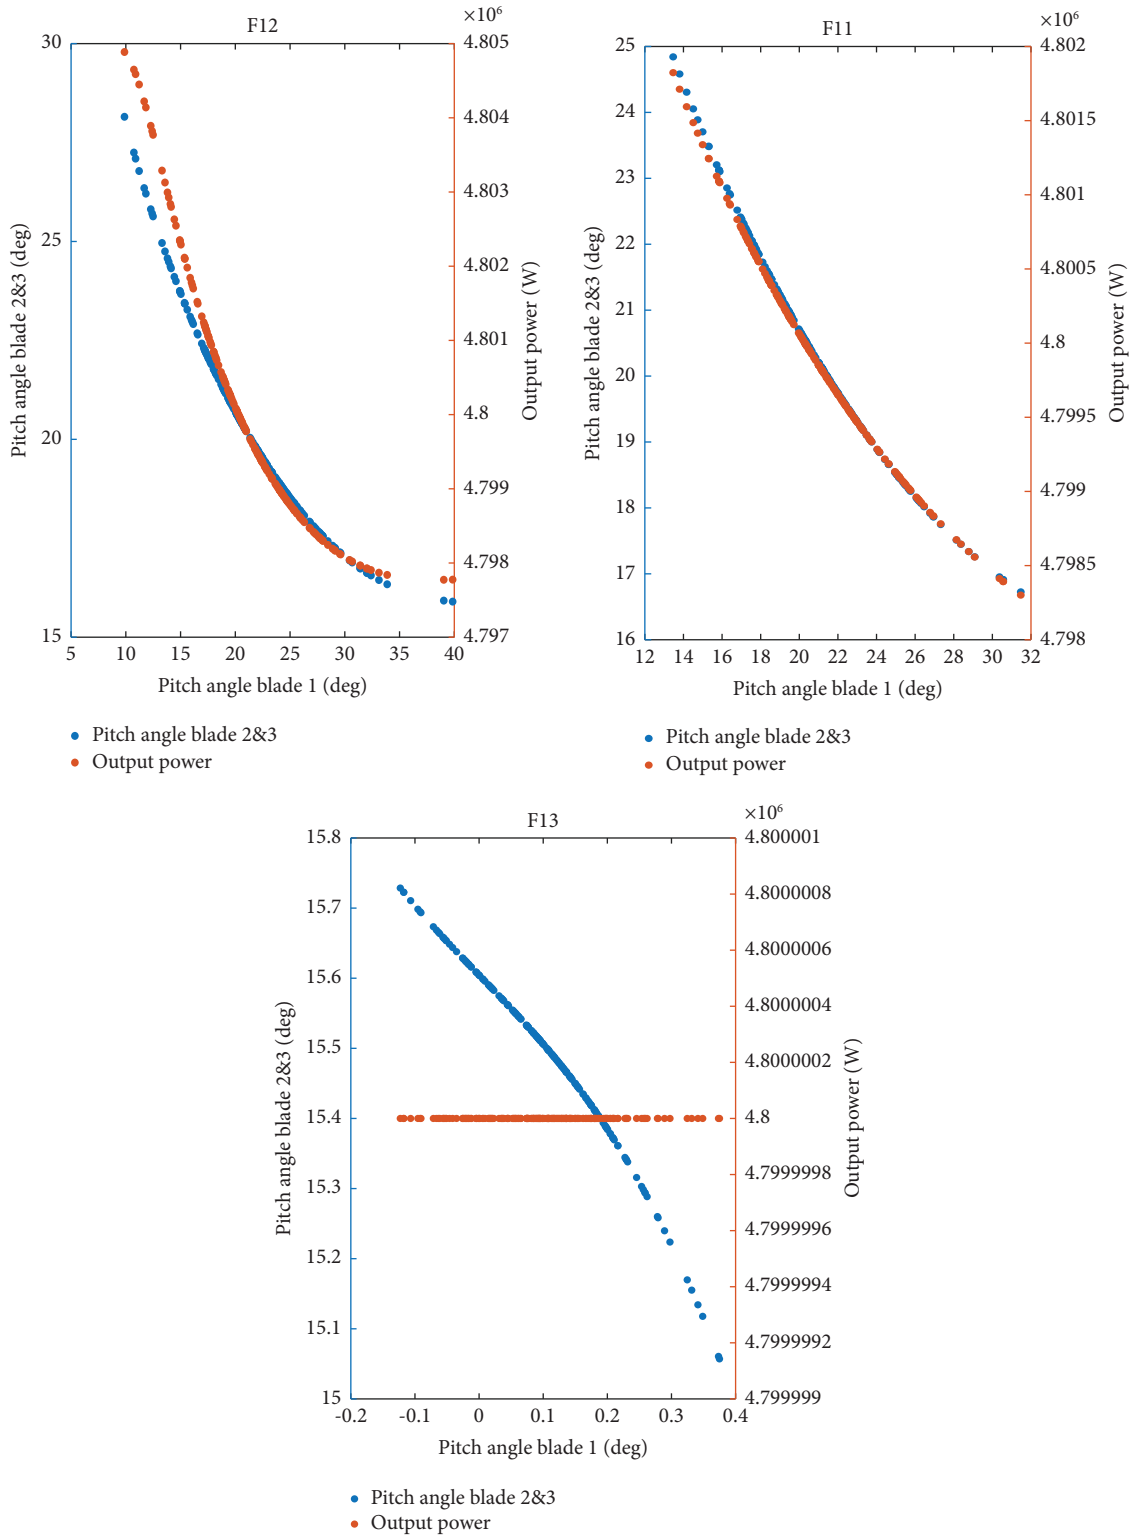 F12
×10⁶
30
25
20
15
Pitch angle blade 2&3 (deg)
4.805
4.804
4.803
4.802
4.801
4.8
4.799
4.798
4.797
Output power (W)
5 10 15 20 25 30 35 40
Pitch angle blade 1 (deg)
Pitch angle blade 2&3
Output power
F11
×10⁶
25
24
23
22
21
20
19
18
17
16
Pitch angle blade 2&3 (deg)
4.802
4.8015
4.801
4.8005
4.8
4.7995
4.799
4.7985
4.798
Output power (W)
12 14 16 18 20 22 24 26 28 30 32
Pitch angle blade 1 (deg)
Pitch angle blade 2&3
Output power
F13
×10⁶
15.8
15.7
15.6
15.5
15.4
15.3
15.2
15.1
15
Pitch angle blade 2&3 (deg)
4.800001
4.8000008
4.8000006
4.8000004
4.8000002
4.8
4.7999998
4.7999996
4.7999994
4.7999992
4.799999
Output power (W)
-0.2 -0.1 0 0.1 0.2 0.3 0.4
Pitch angle blade 1 (deg)
Pitch angle blade 2&3
Output power